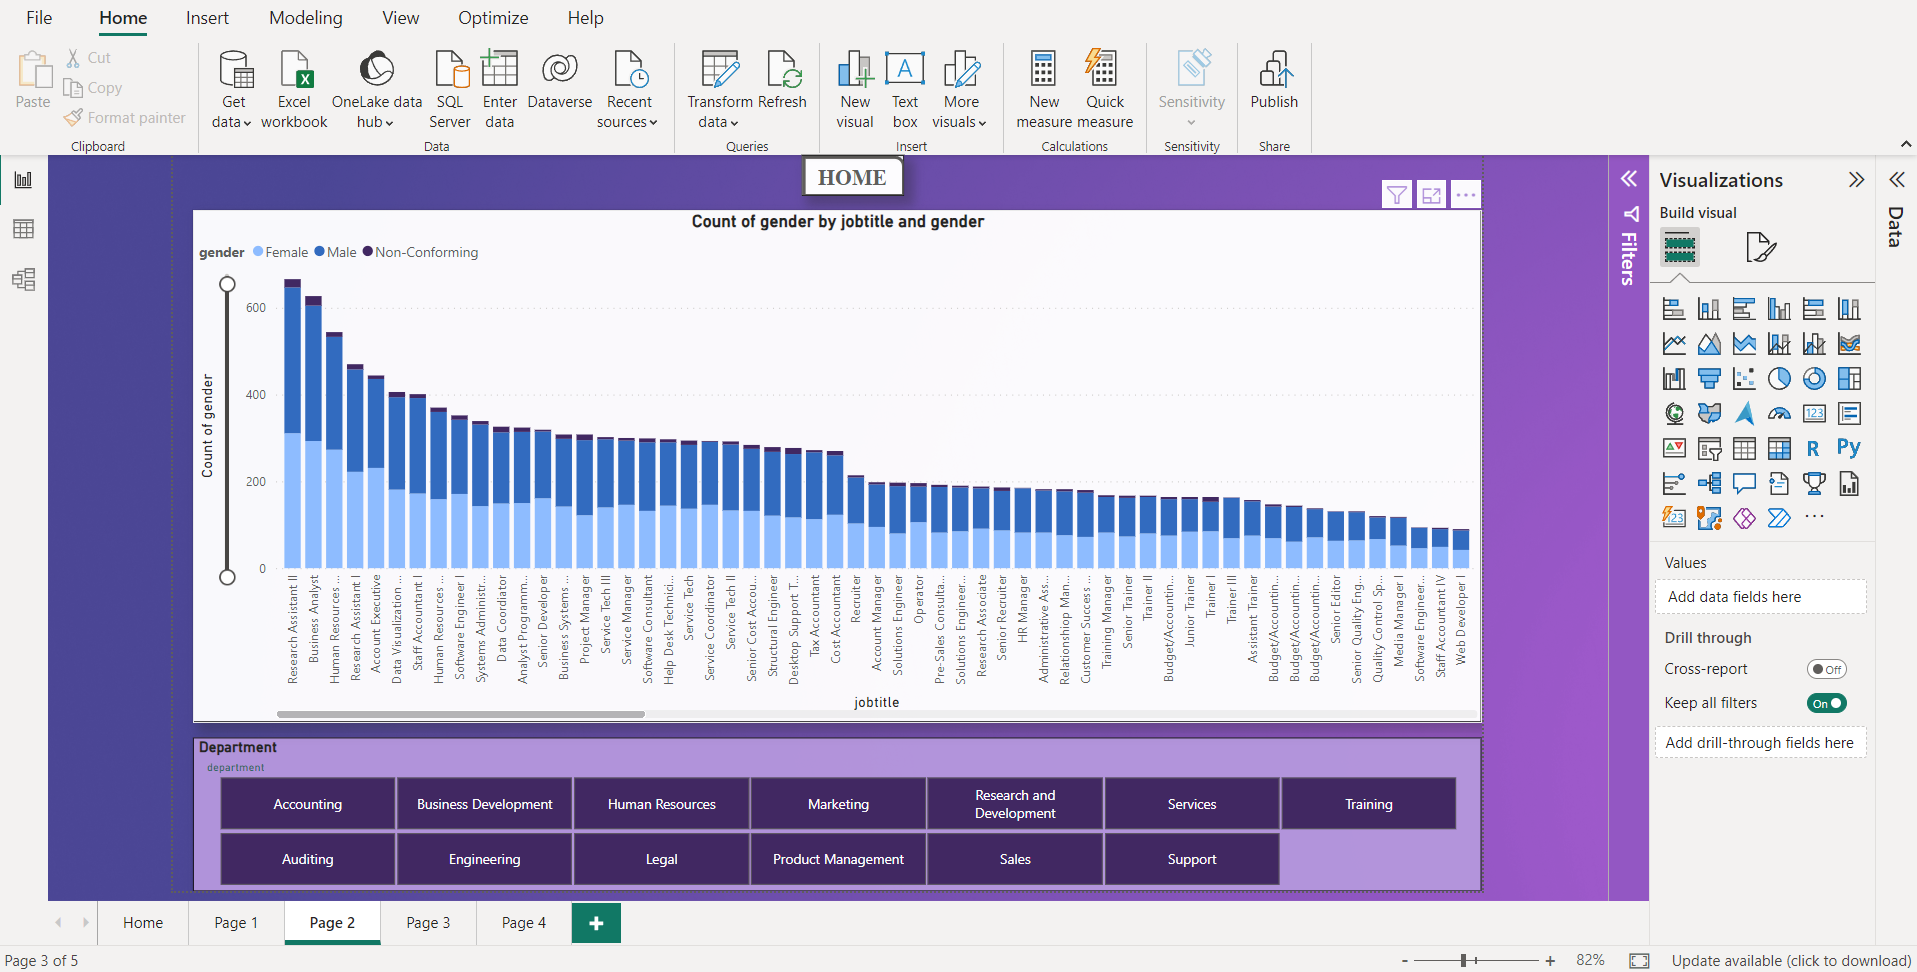 File Home Insert Modeling View Optimize Help
Paste
Cut
Copy
Format painter
Clipboard
Get data
Excel workbook
OneLake data hub
SQL Server
Enter data
Dataverse
Recent sources
Data
Transform data
Refresh
Queries
New visual
Text box
More visuals
Insert
New measure
Quick measure
Calculations
Sensitivity
Sensitivity
Publish
Share
HOME
Count of gender by jobtitle and gender
gender Female Male Non-Conforming
Count of gender
600
400
200
0
Research Assistant II
Business Analyst
Human Resources ...
Research Assistant I
Account Executive
Data Visualization ...
Staff Accountant I
Human Resources ...
Software Engineer I
Systems Administr...
Data Coordiator
Analyst Programm...
Senior Developer
Business Systems ...
Project Manager
Service Tech III
Service Manager
Software Consultant
Help Desk Technici...
Service Tech
Service Coordinator
Service Tech II
Senior Cost Accou...
Structural Engineer
Desktop Support T...
Tax Accountant
Cost Accountant
Recruiter
Account Manager
Solutions Engineer
Operator
Pre-Sales Consulta...
Solutions Engineer...
Research Associate
Senior Recruiter
HR Manager
Administrative Ass...
Relationshiop Man...
Customer Success ...
Training Manager
Senior Trainer
Trainer II
Budget/Accountin...
Junior Trainer
Trainer I
Trainer III
Assistant Trainer
Budget/Accountin...
Budget/Accountin...
Budget/Accountin...
Senior Editor
Senior Quality Eng...
Quality Control Sp...
Media Manager I
Software Engineer...
Staff Accountant IV
Web Developer I
jobtitle
Department
department
Accounting
Business Development
Human Resources
Marketing
Research and Development
Services
Training
Auditing
Engineering
Legal
Product Management
Sales
Support
Filters
Visualizations
Build visual
123
R
Py
123
Values
Add data fields here
Drill through
Cross-report Off
Keep all filters On
Add drill-through fields here
Data
Home Page 1 Page 2 Page 3 Page 4 +
Page 3 of 5
- + 82%
Update available (click to download)